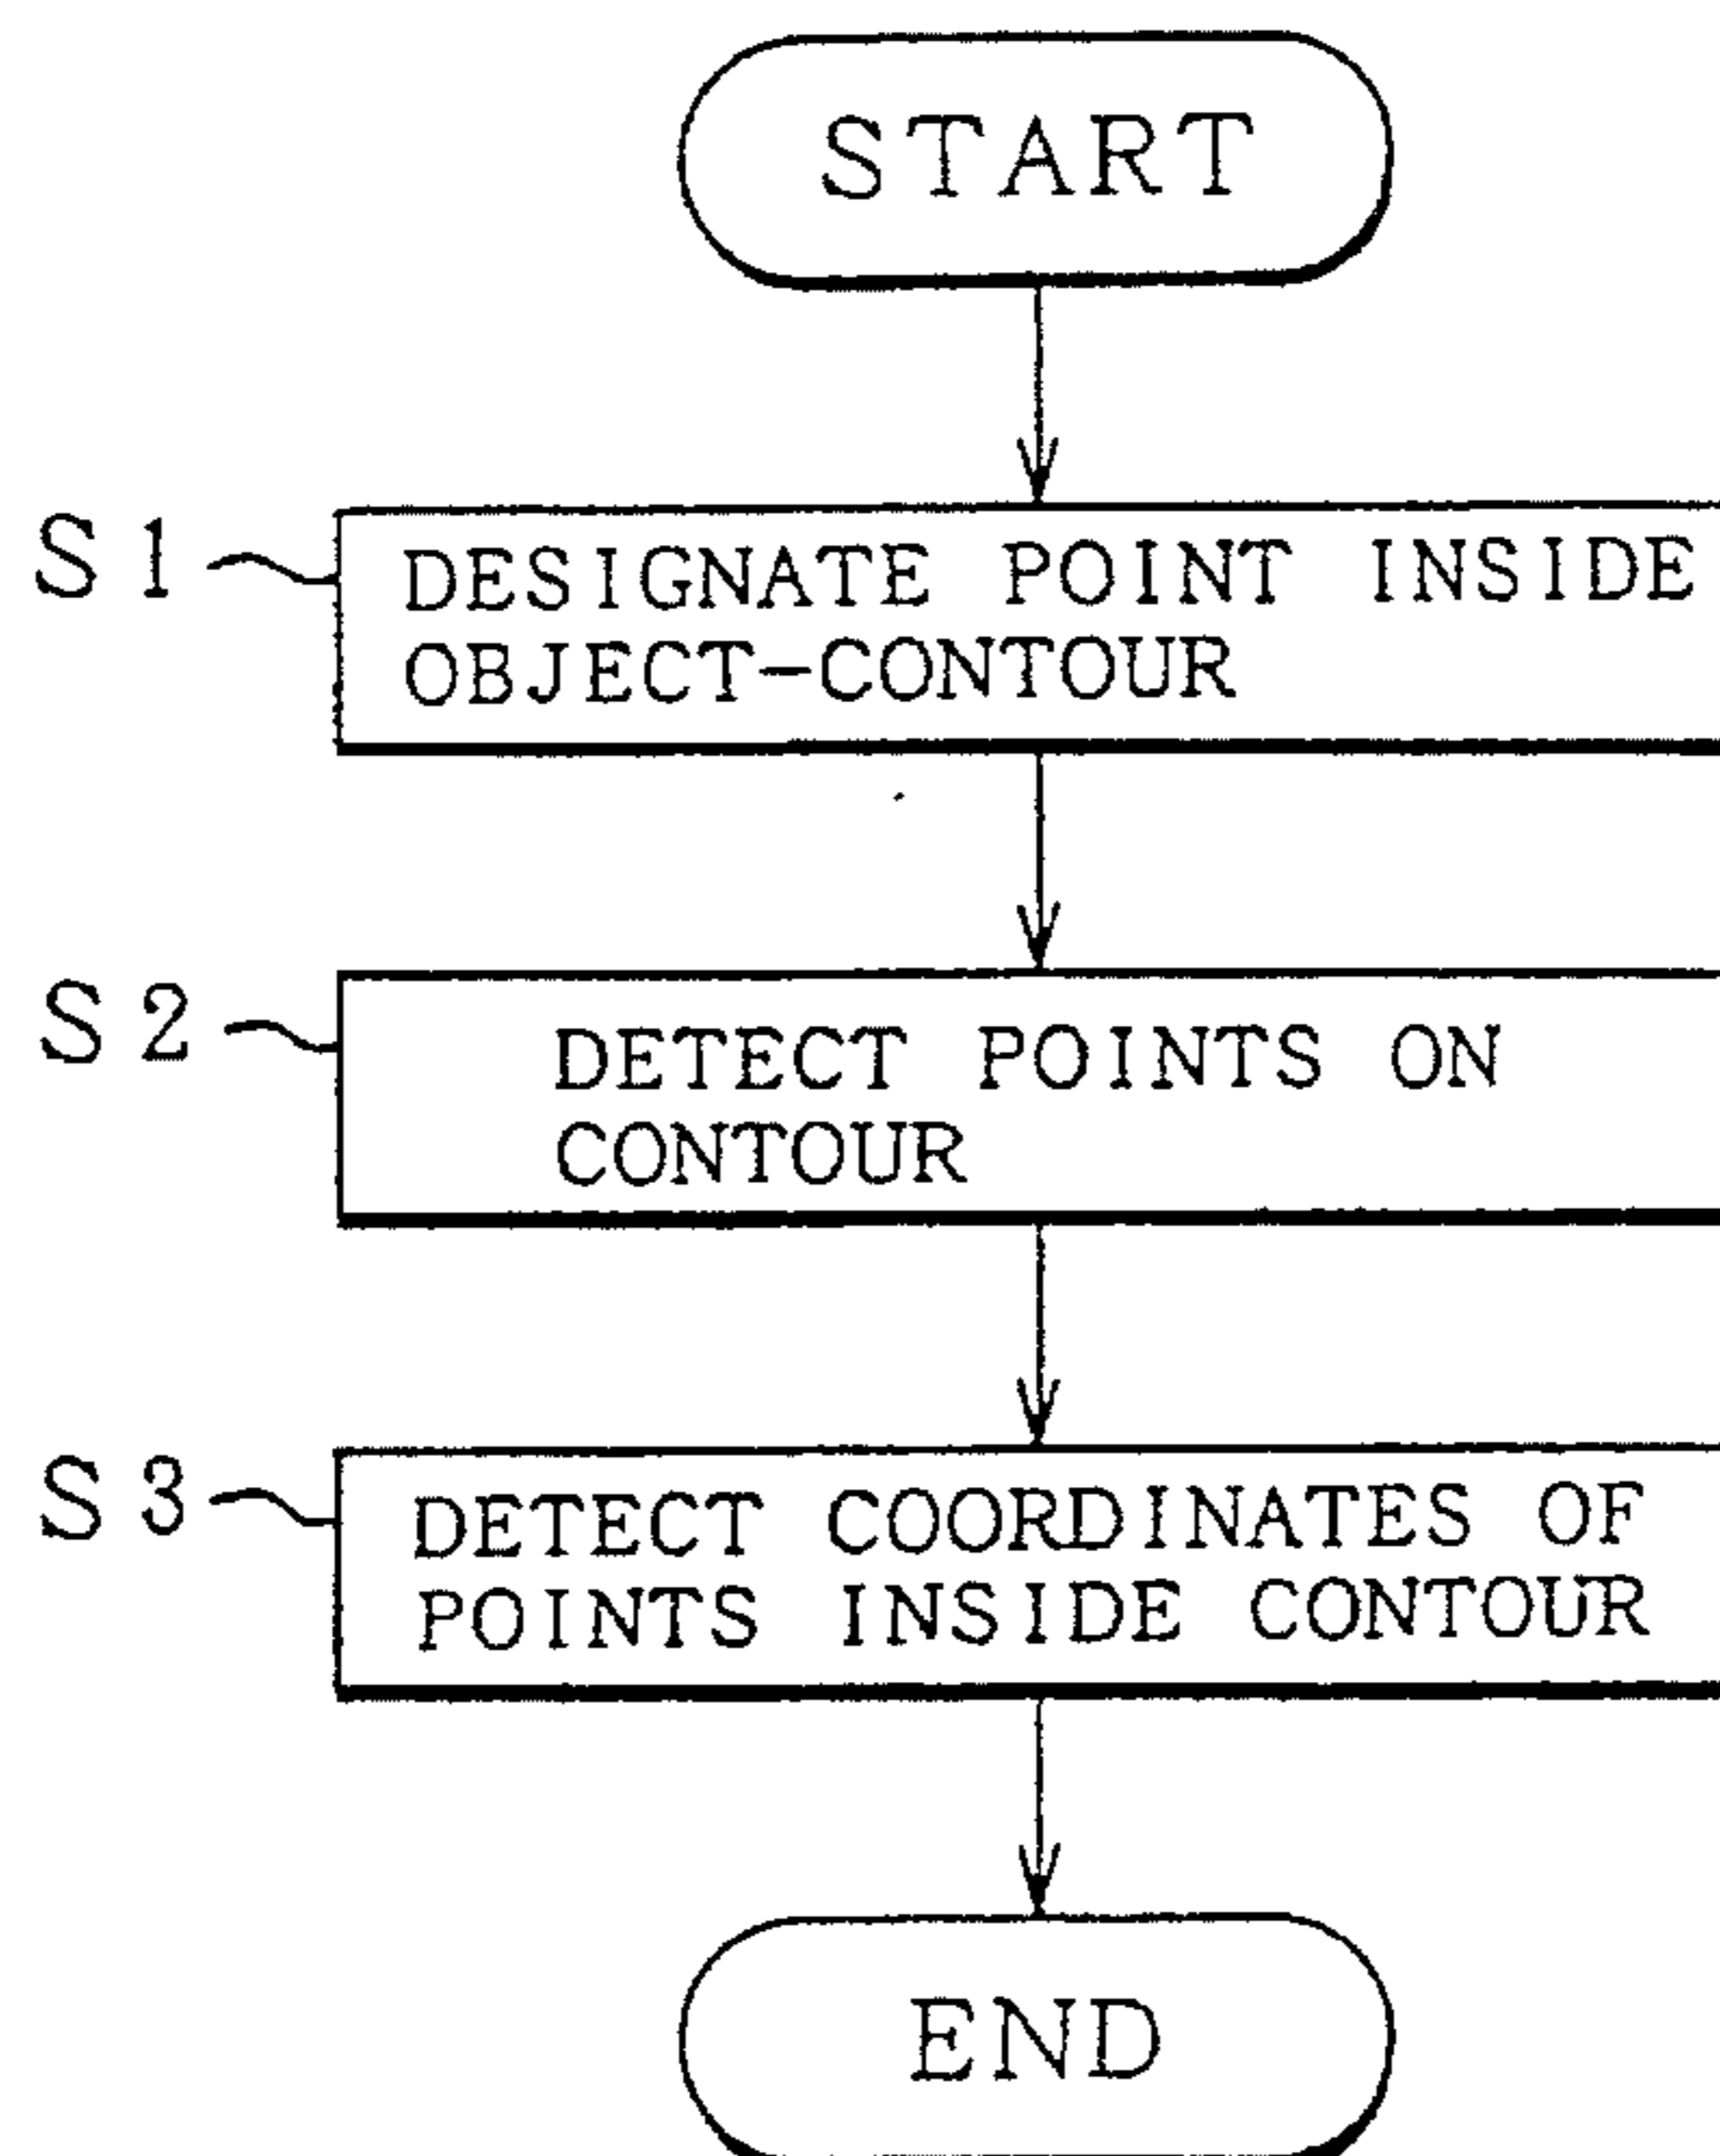 START
S1
DESIGNATE POINT INSIDE
OBJECT-CONTOUR
S2
DETECT POINTS ON
CONTOUR
S3
DETECT COORDINATES OF
POINTS INSIDE CONTOUR
END